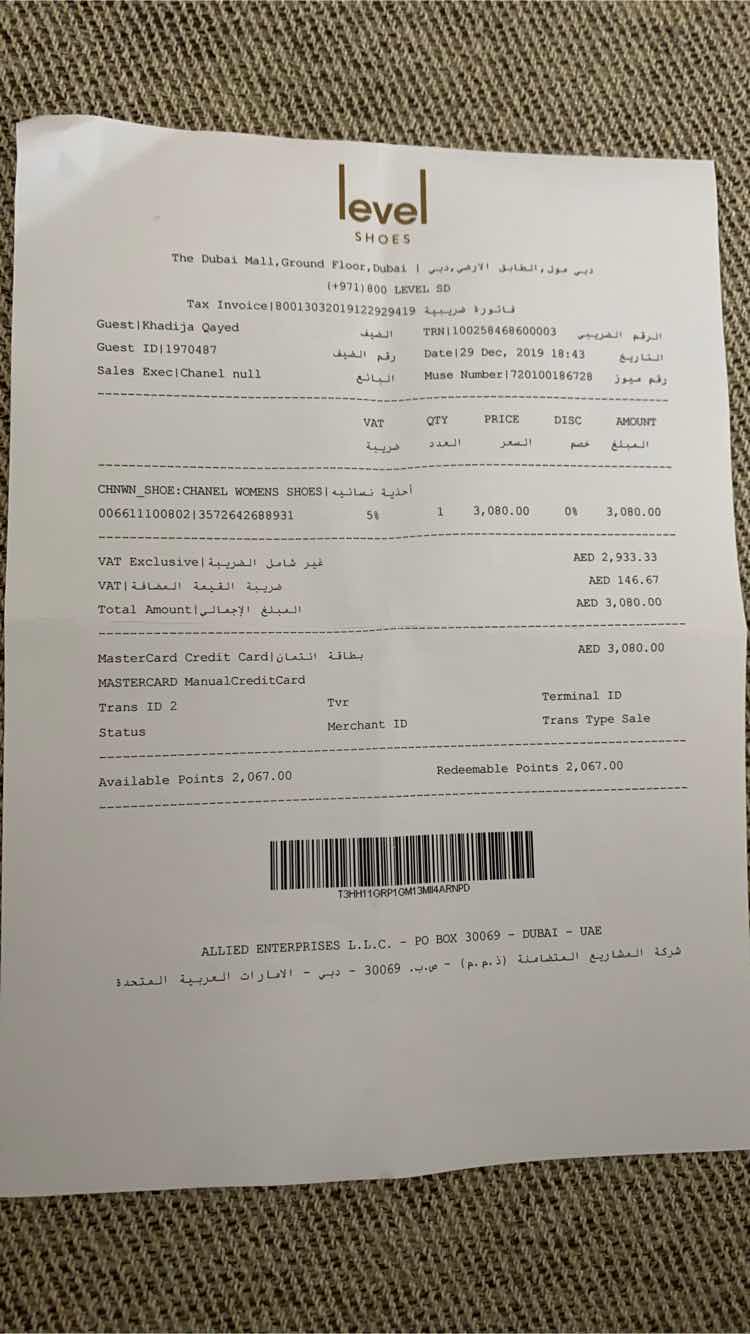 level
SHOES
The Dubai Mall,Ground Floor,Dubai | دبي مول,الطابق الارضي,دبي
(+971)800 LEVEL SD
Tax Invoice|80013032019122929419 فاتورة ضريبية
Guest|Khadija Qayed الضيف TRN|100258468600003 الرقم الضريبي
Guest ID|1970487 رقم الضيف Date|29 Dec, 2019 18:43 التاريخ
Sales Exec|Chanel null البائع Muse Number|720100186728 رقم ميوز
VAT QTY PRICE DISC AMOUNT
ضريبة العدد السعر خصم المبلغ
CHNWN_SHOE:CHANEL WOMENS SHOES|أحذية نسائيه
006611100802|3572642688931 5% 1 3,080.00 0% 3,080.00
VAT Exclusive|غير شامل الضريبة AED 2,933.33
VAT|ضريبة القيمة المضافة AED 146.67
Total Amount|المبلغ الإجمالي AED 3,080.00
MasterCard Credit Card|بطاقة ائتمان AED 3,080.00
MASTERCARD ManualCreditCard
Trans ID 2 Tvr Terminal ID
Status Merchant ID Trans Type Sale
Available Points 2,067.00 Redeemable Points 2,067.00
T3HH11GRP1GM13MII4ARNPD
ALLIED ENTERPRISES L.L.C. - PO BOX 30069 - DUBAI - UAE
شركة المشاريع المتضامنة (ذ.م.م) - ص.ب. 30069 - دبي - الامارات العربية المتحدة